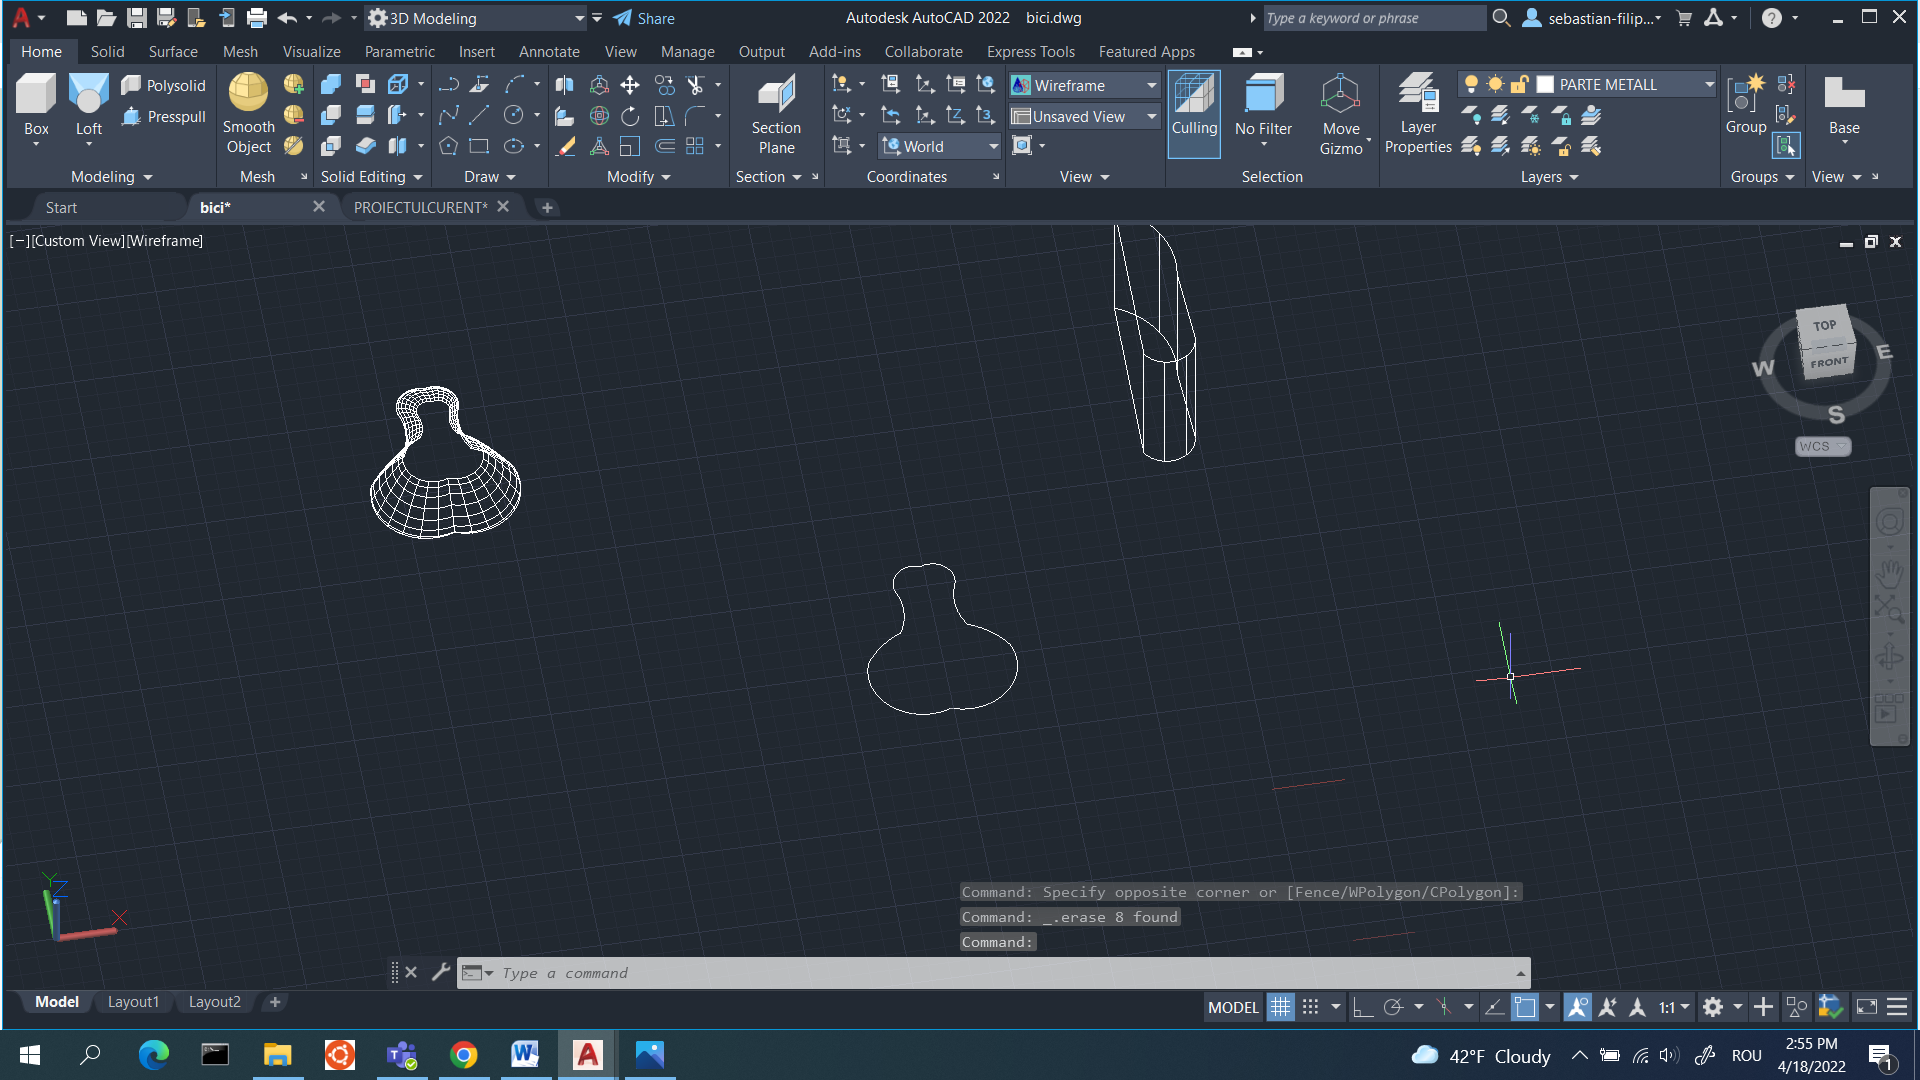 3D Modeling
Share
Autodesk AutoCAD 2022 bici.dwg
Type a keyword or phrase
sebastian-filip...
Home Solid Surface Mesh Visualize Parametric Insert Annotate View Manage Output Add-ins Collaborate Express Tools Featured Apps
Box
Loft
Polysolid
Presspull
Smooth
Object
Section
Plane
World
Wireframe
Unsaved View
Culling
No Filter
Move
Gizmo
Layer
Properties
PARTE METALL
Group
Base
Modeling Mesh Solid Editing Draw Modify Section Coordinates View Selection Layers Groups View
Start bici* PROIECTULCURENT*
[−][Custom View][Wireframe]
TOP
FRONT
W
E
S
WCS
Y
Z
X
Command: Specify opposite corner or [Fence/WPolygon/CPolygon]:
Command: _.erase 8 found
Command:
Type a command
Model Layout1 Layout2
MODEL
1:1
42°F Cloudy
ROU
2:55 PM
4/18/2022
1